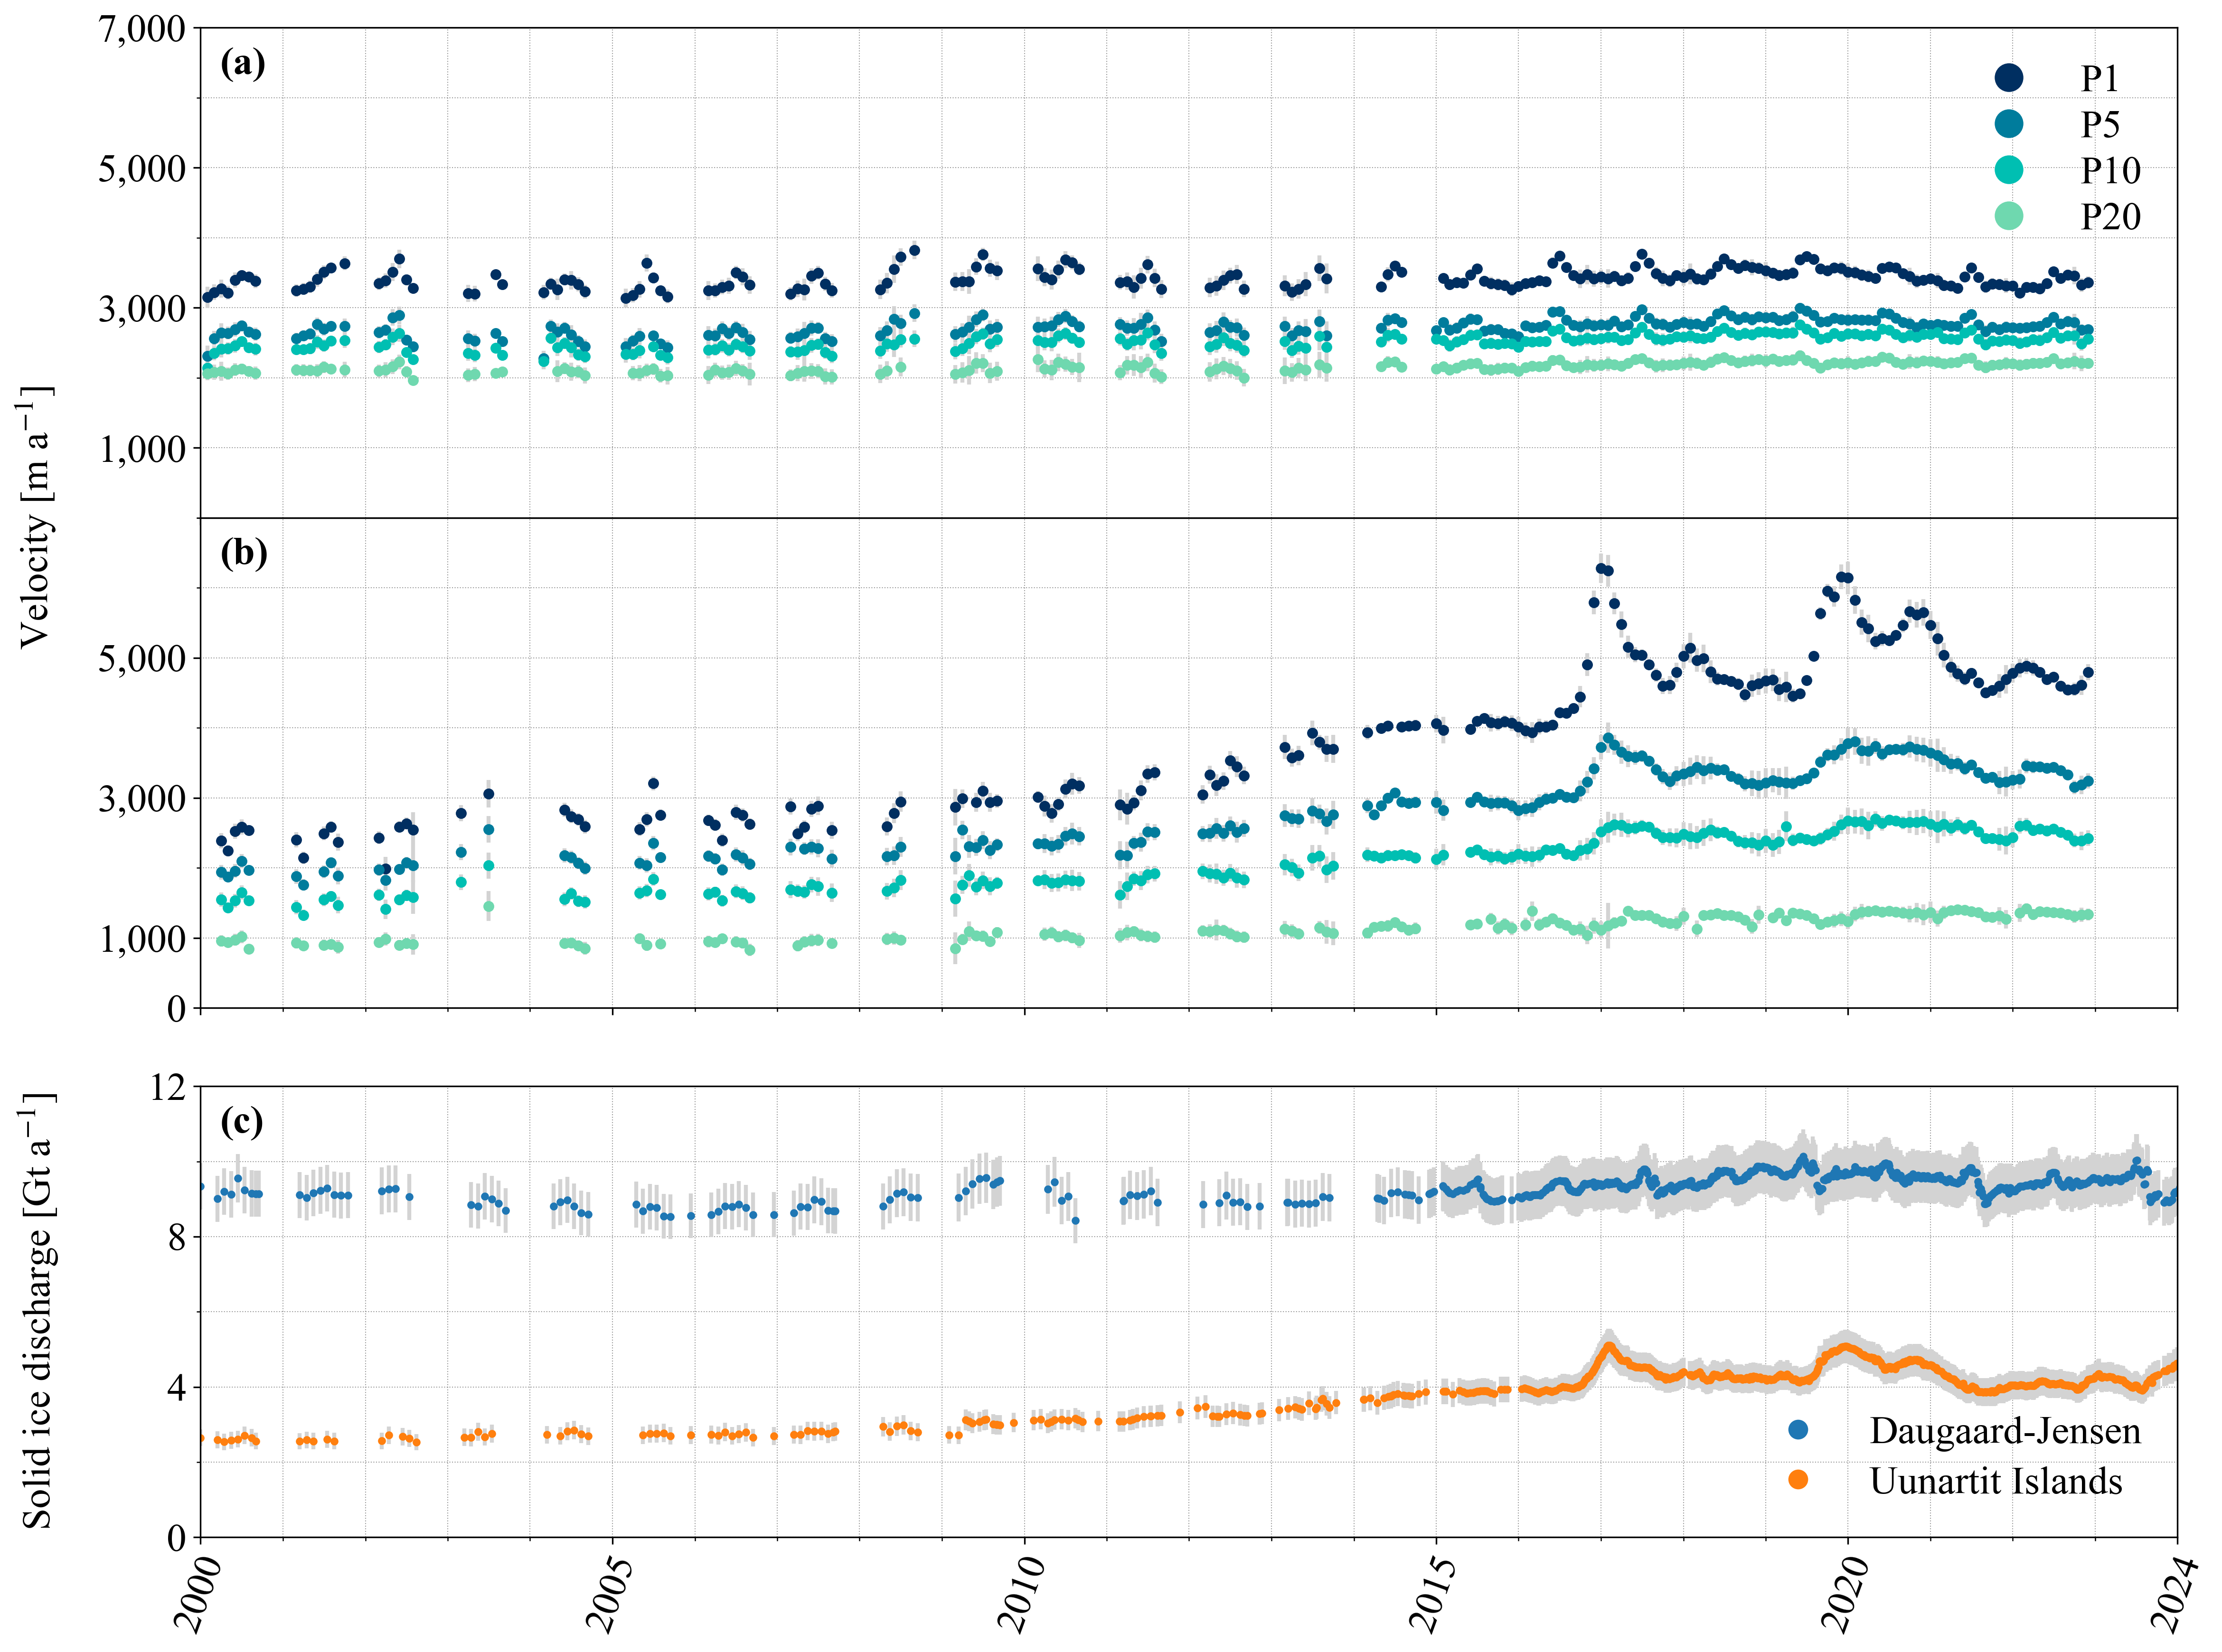 7,000
(a)
P1
P5
5,000
P10
P20
3,000
1,000
Velocity [m a⁻¹]
(b)
5,000
3,000
1,000
0
12
(c)
8
4
0
Solid ice discharge [Gt a⁻¹]
Daugaard-Jensen
Uunartit Islands
2000
2005
2010
2015
2020
2024